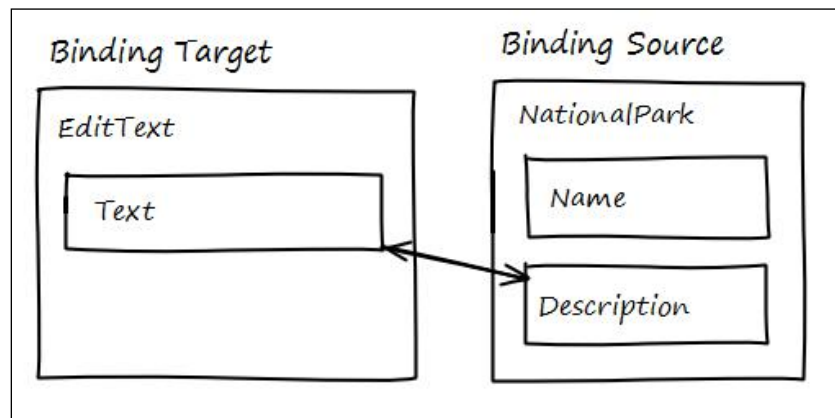 Binding Target
EditText
Text
Binding Source
NationalPark
Name
Description